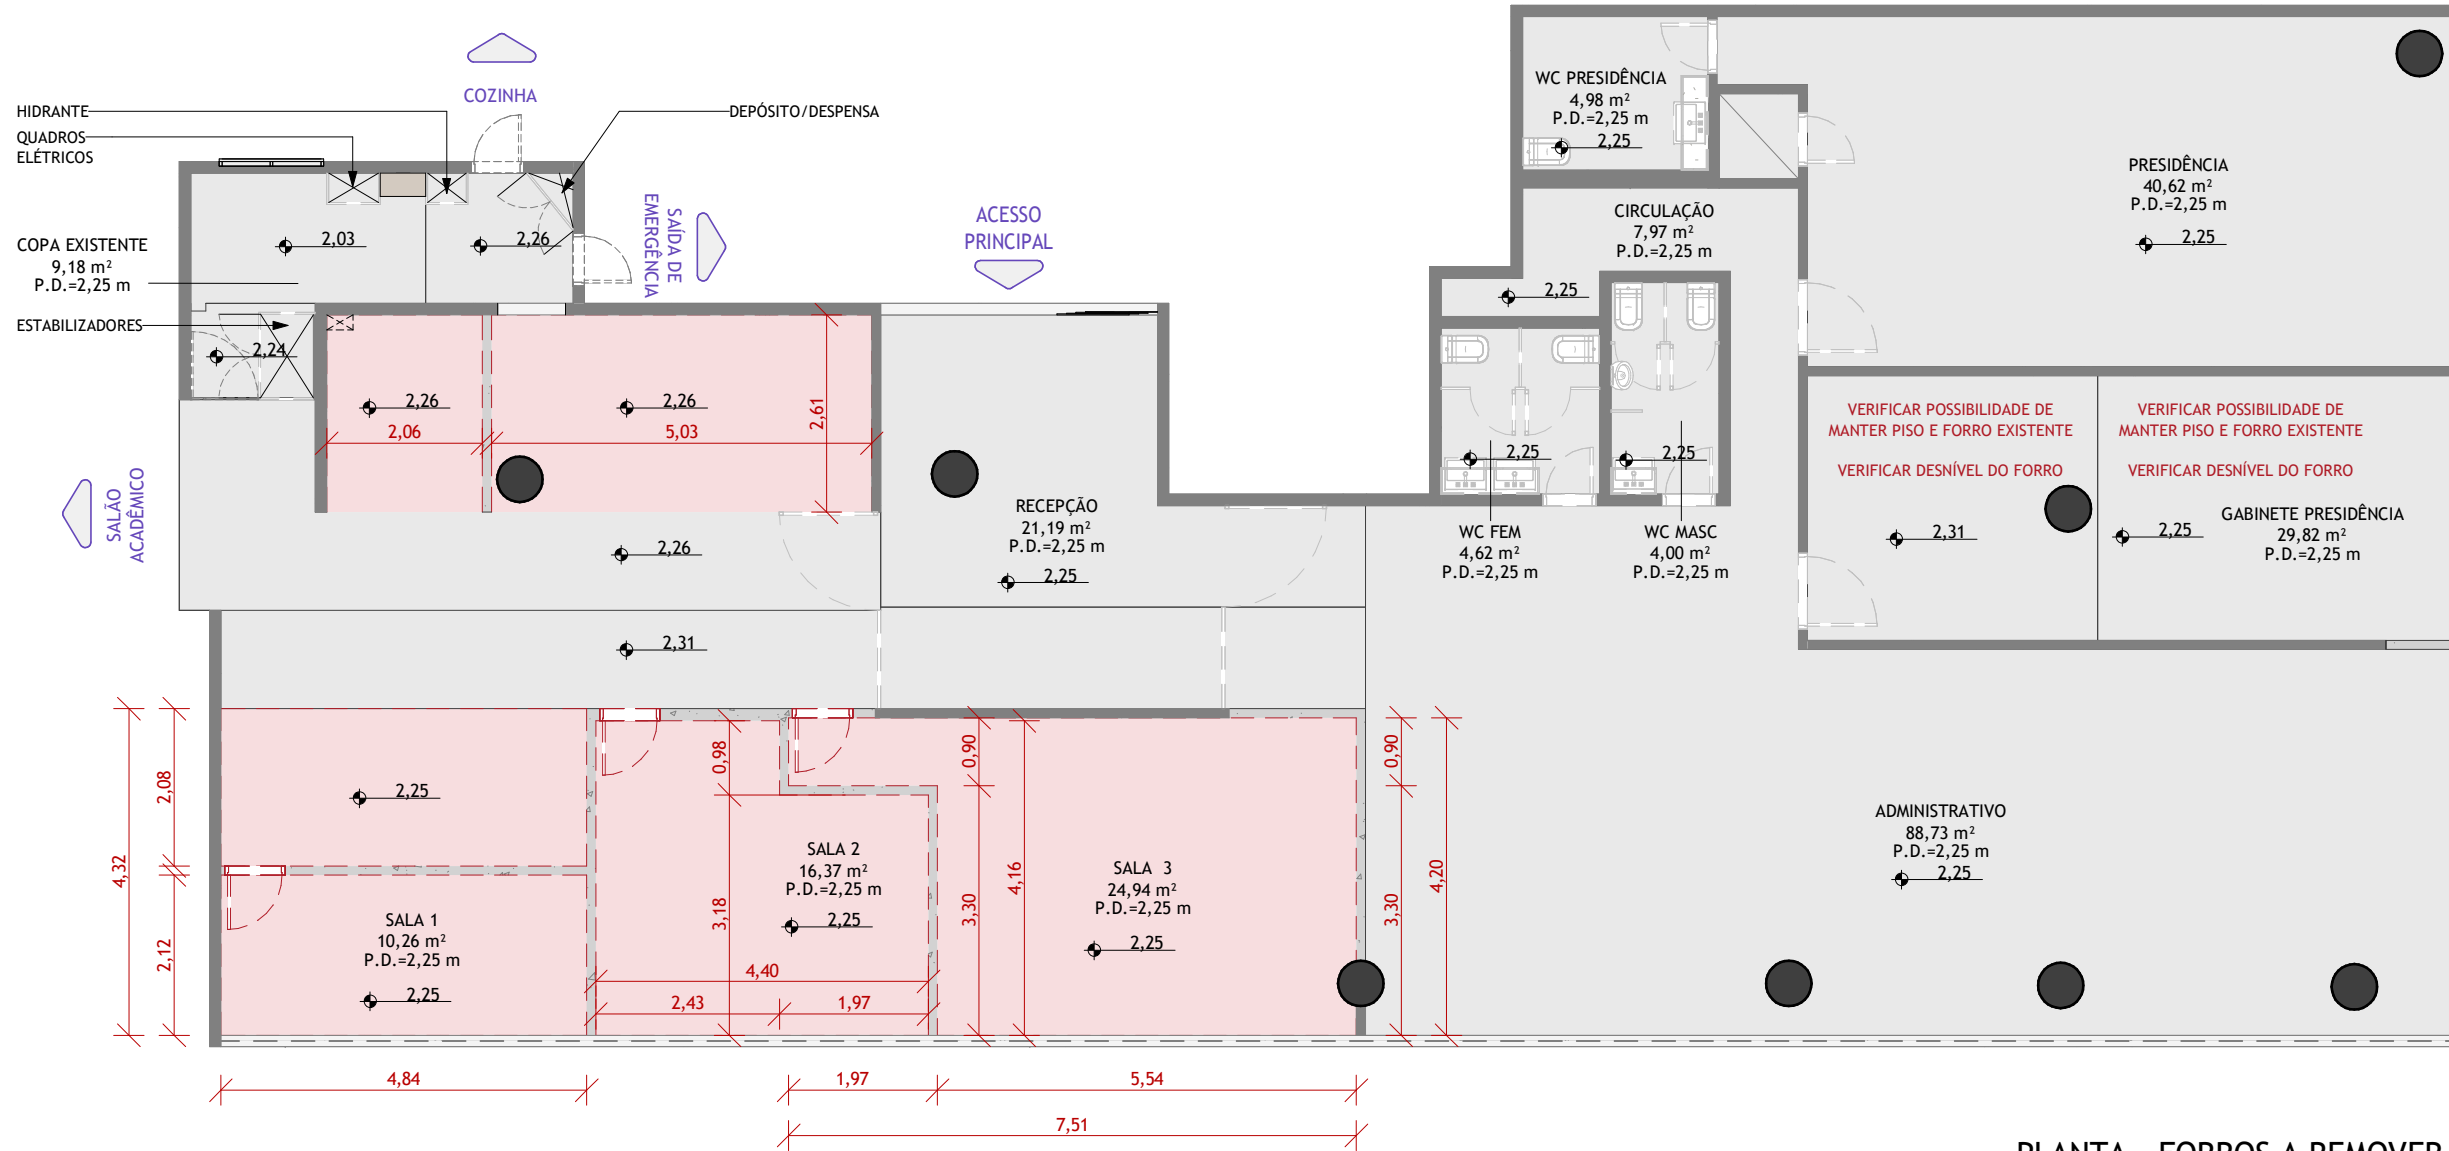 HIDRANTE
QUADROS
ELÉTRICOS
COZINHA
DEPÓSITO/DESPENSA
COPA EXISTENTE
9,18 m²
P.D.=2,25 m
ESTABILIZADORES
2,03
2,26
2,24
SAÍDA DE
EMERGÊNCIA
ACESSO
PRINCIPAL
SALÃO
ACADÊMICO
2,26
2,06
2,26
5,03
2,61
2,26
2,31
RECEPÇÃO
21,19 m²
P.D.=2,25 m
2,25
WC PRESIDÊNCIA
4,98 m²
P.D.=2,25 m
2,25
CIRCULAÇÃO
7,97 m²
P.D.=2,25 m
2,25
PRESIDÊNCIA
40,62 m²
P.D.=2,25 m
2,25
2,25
WC FEM
4,62 m²
P.D.=2,25 m
2,25
WC MASC
4,00 m²
P.D.=2,25 m
VERIFICAR POSSIBILIDADE DE
MANTER PISO E FORRO EXISTENTE
VERIFICAR DESNÍVEL DO FORRO
2,31
VERIFICAR POSSIBILIDADE DE
MANTER PISO E FORRO EXISTENTE
VERIFICAR DESNÍVEL DO FORRO
GABINETE PRESIDÊNCIA
29,82 m²
P.D.=2,25 m
2,25
4,32
2,08
2,12
2,25
SALA 1
10,26 m²
P.D.=2,25 m
2,25
0,98
3,18
SALA 2
16,37 m²
P.D.=2,25 m
2,25
4,40
2,43
1,97
0,90
3,30
4,16
SALA 3
24,94 m²
P.D.=2,25 m
2,25
0,90
3,30
4,20
ADMINISTRATIVO
88,73 m²
P.D.=2,25 m
2,25
4,84
1,97
5,54
7,51
PLANTA - FORROS A REMOVER